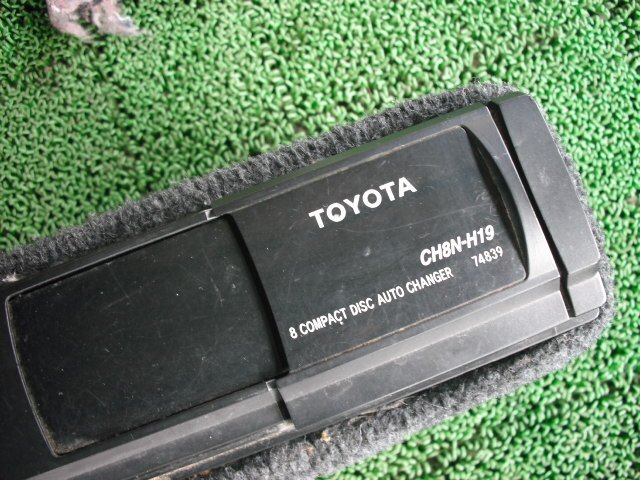 TOYOTA
CH8N-H19
8 COMPACT DISC AUTO CHANGER 74839